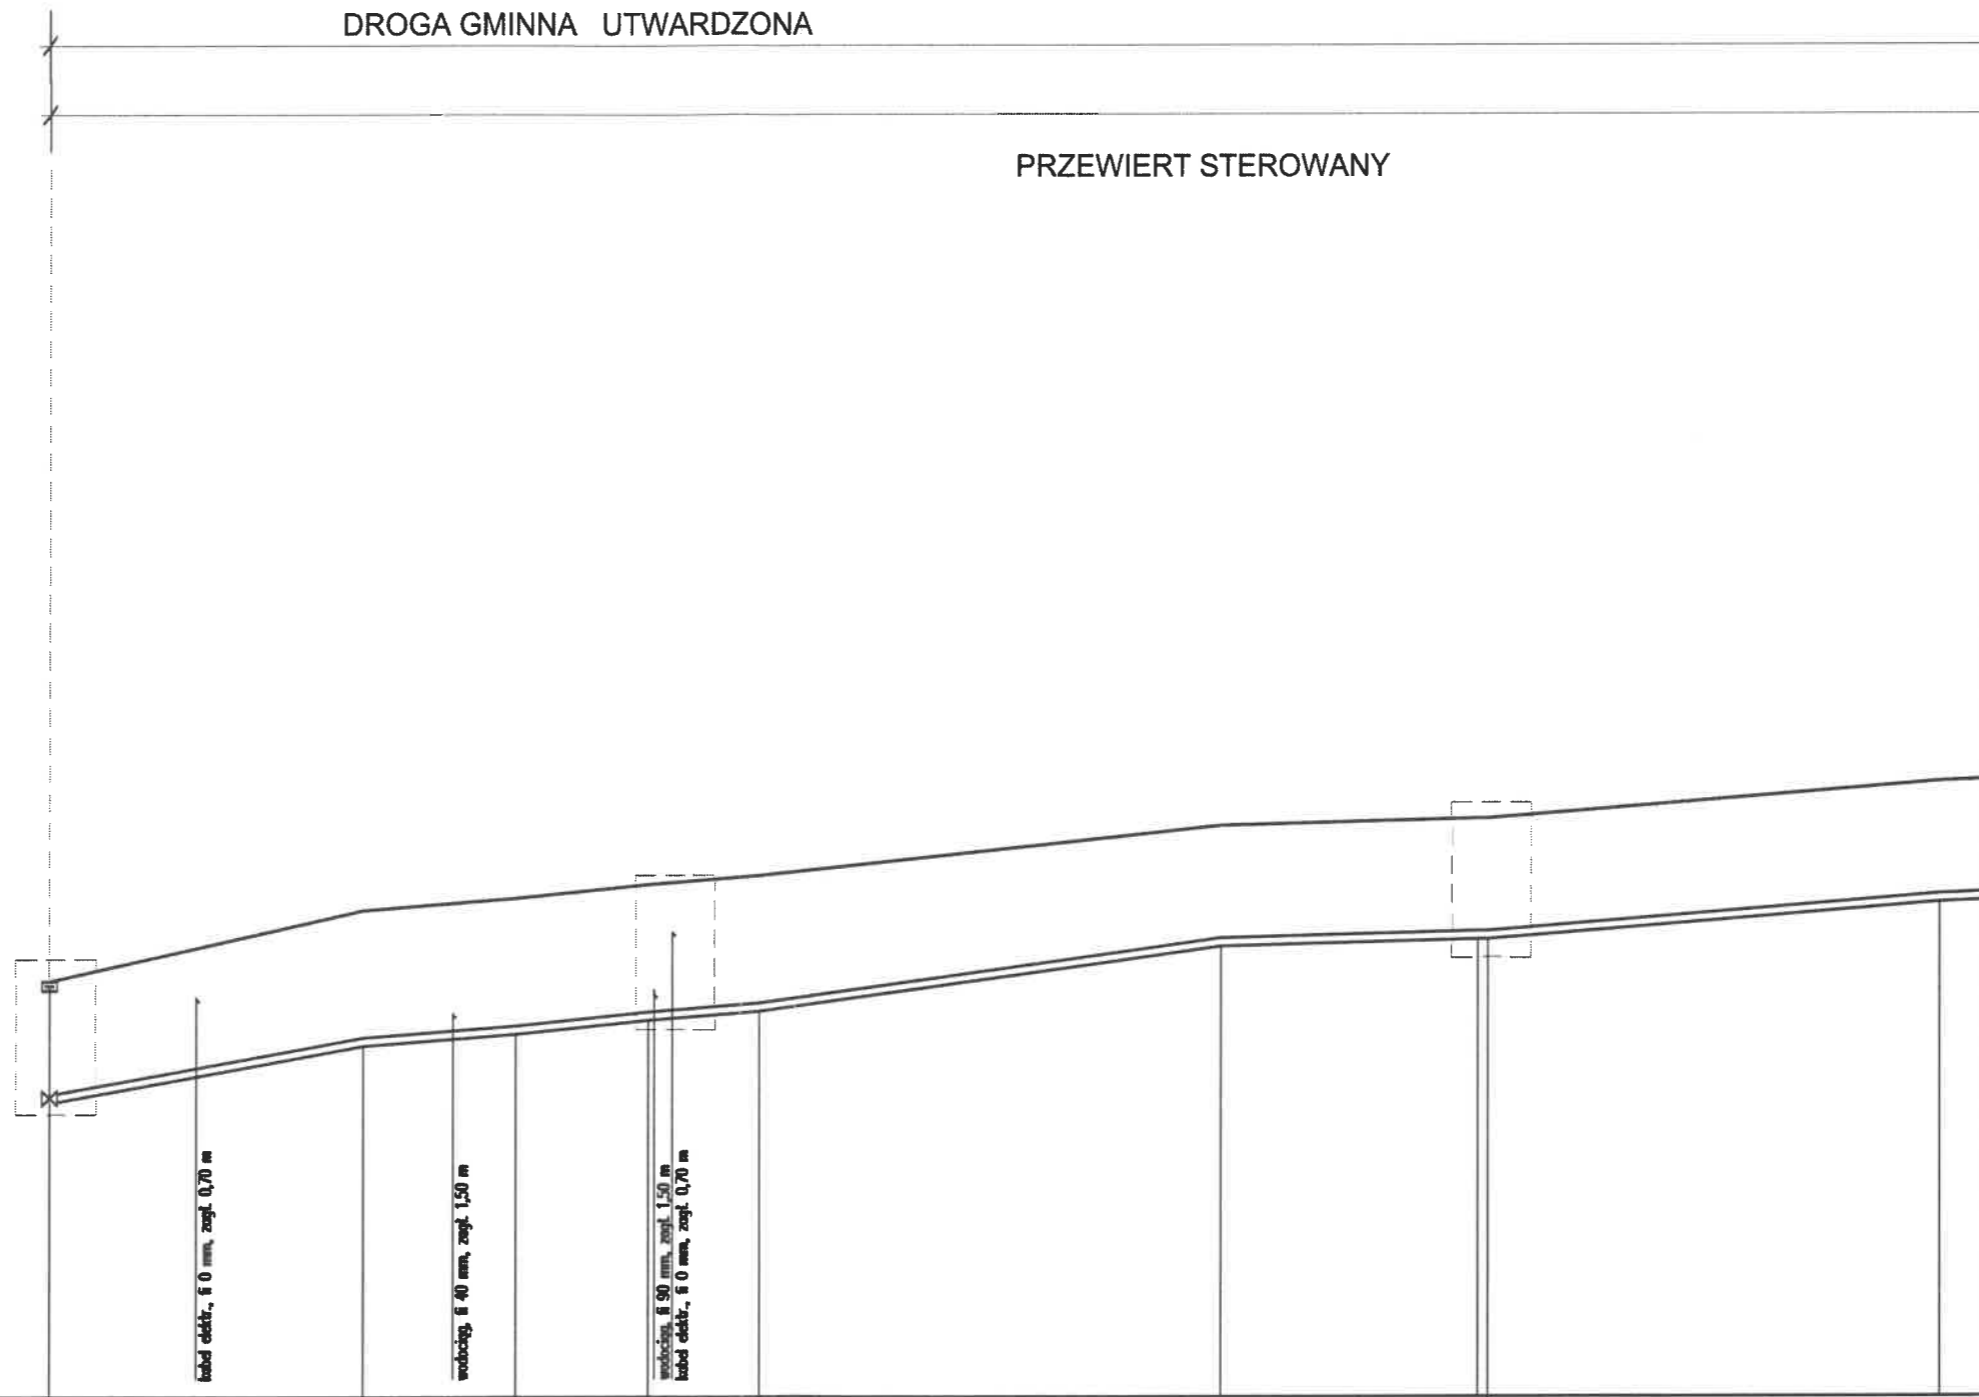 DROGA GMINNA UTWARDZONA
PRZEWIERT STEROWANY
kabel elektr., fi 0 mm, zagł. 0,70 m
wodociąg, fi 40 mm, zagł. 1,50 m
wodociąg, fi 90 mm, zagł. 1,50 m
kabel elektr., fi 0 mm, zagł. 0,70 m